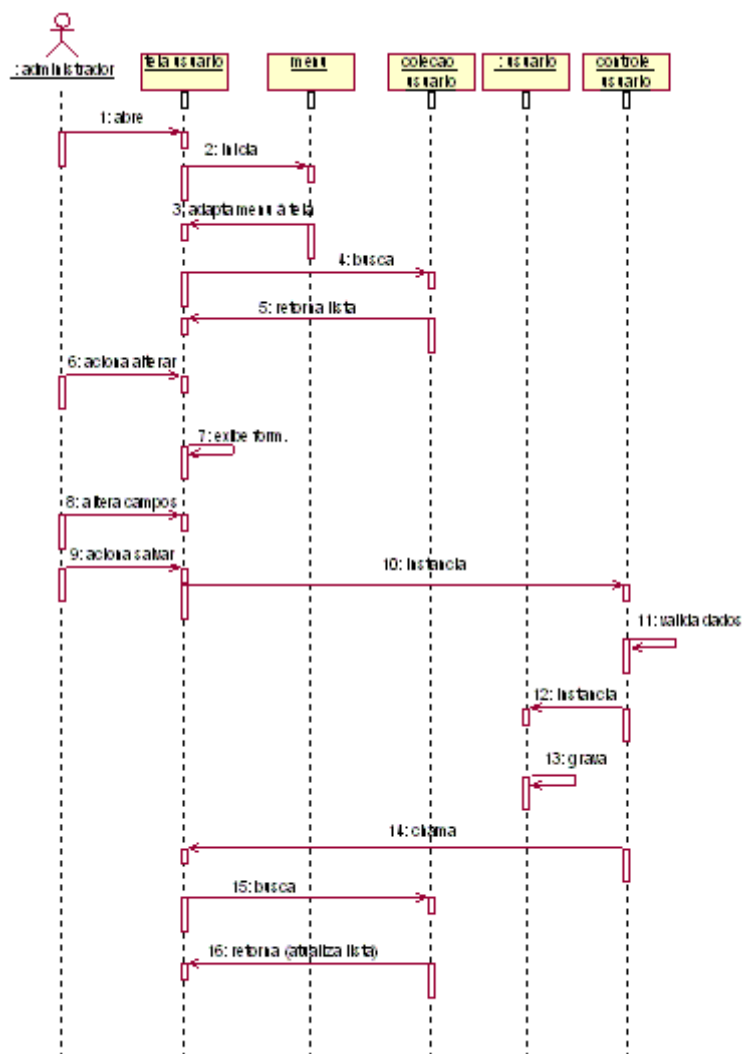 : administrador
tela usuario
menu
colecao
usuario
: usuario
controle
usuario
1: abre
2: inicia
3: adapta menu à tela
4: busca
5: retorna lista
6: aciona alterar
7: exibe form.
8: altera campos
9: aciona salvar
10: instancia
11: valida dados
12: instancia
13: grava
14: chama
15: busca
16: retorna (atualiza lista)